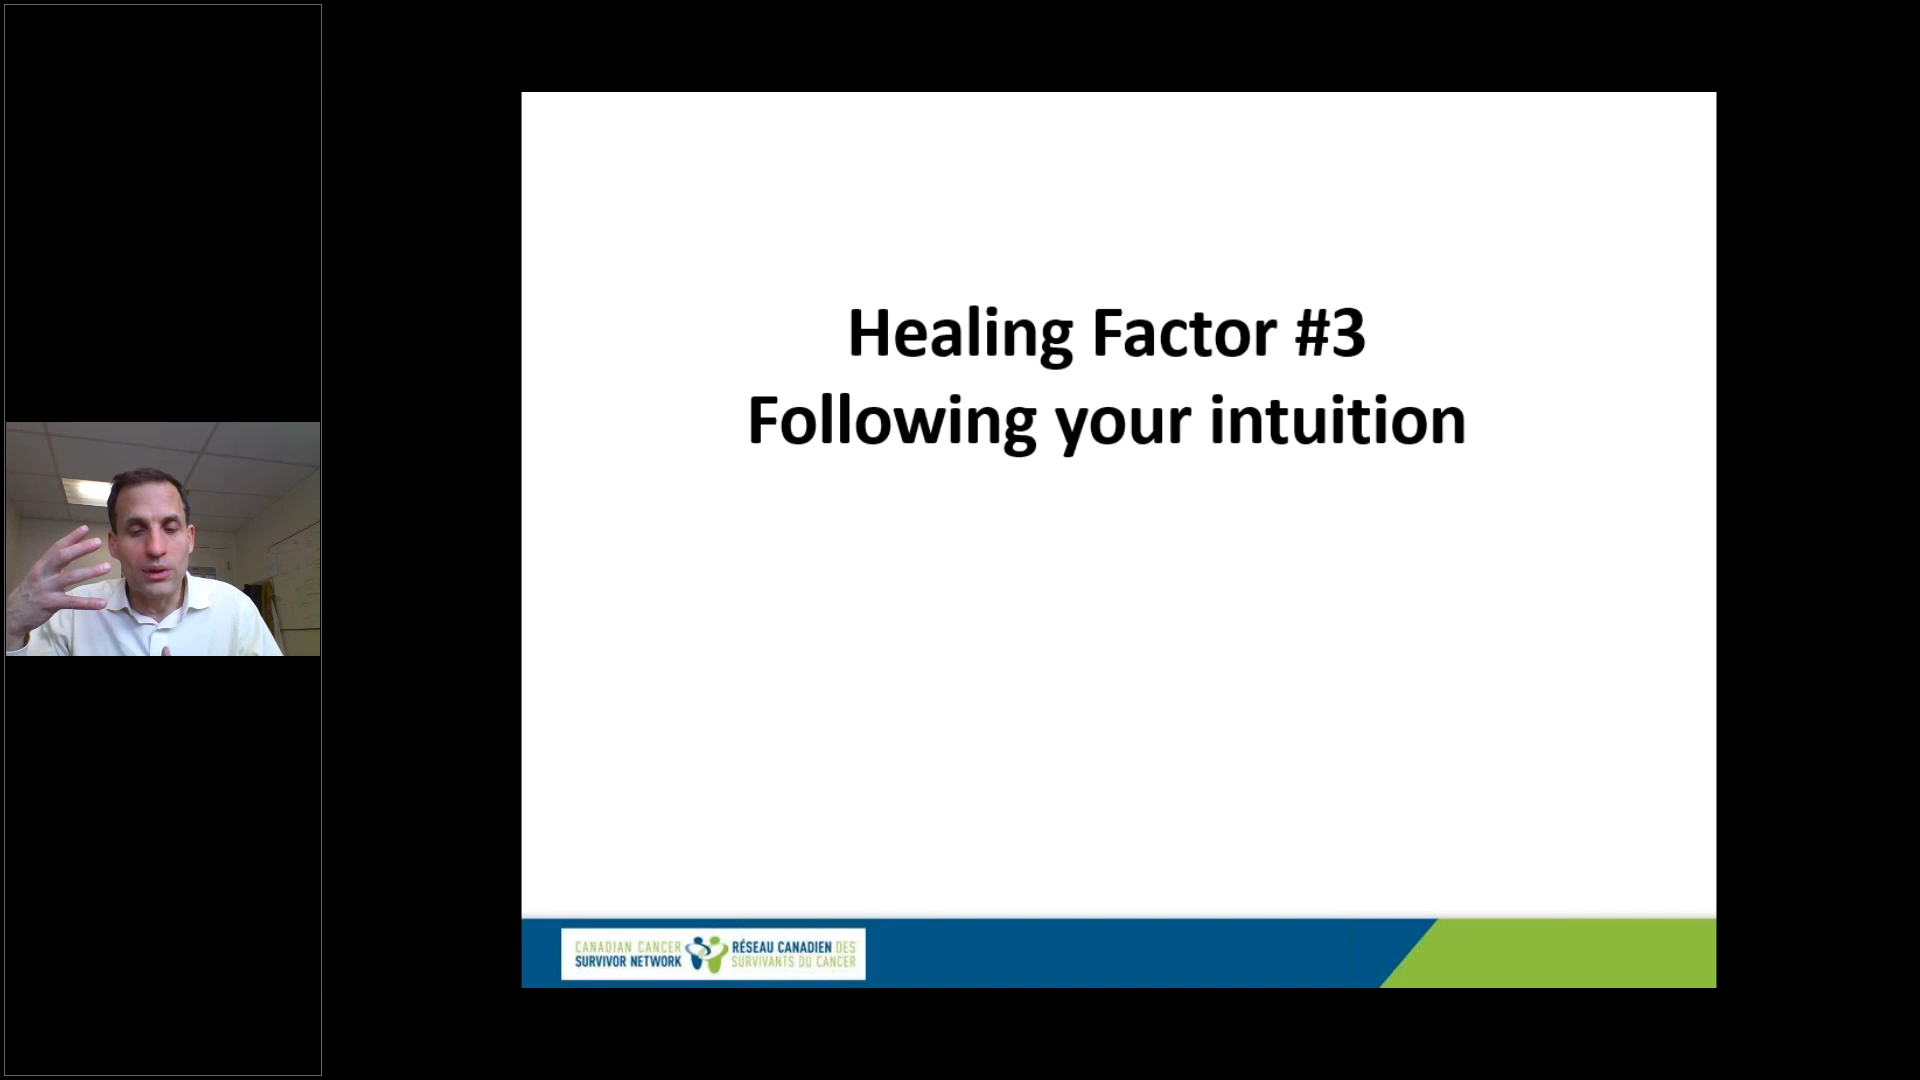 Healing Factor #3
Following your intuition
CANADIAN CANCER
SURVIVOR NETWORK
RÉSEAU CANADIEN DES
SURVIVANTS DU CANCER